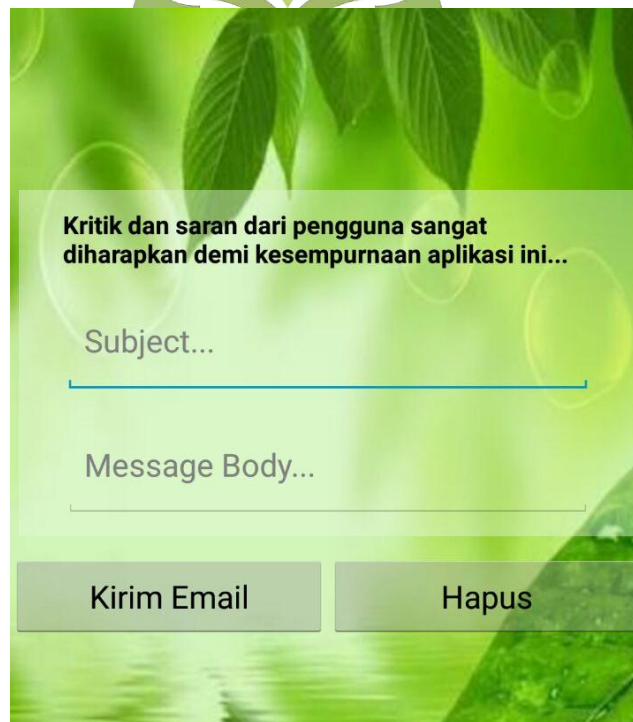 Kritik dan saran dari pengguna sangat
diharapkan demi kesempurnaan aplikasi ini...
Subject...
Message Body...
Kirim Email
Hapus